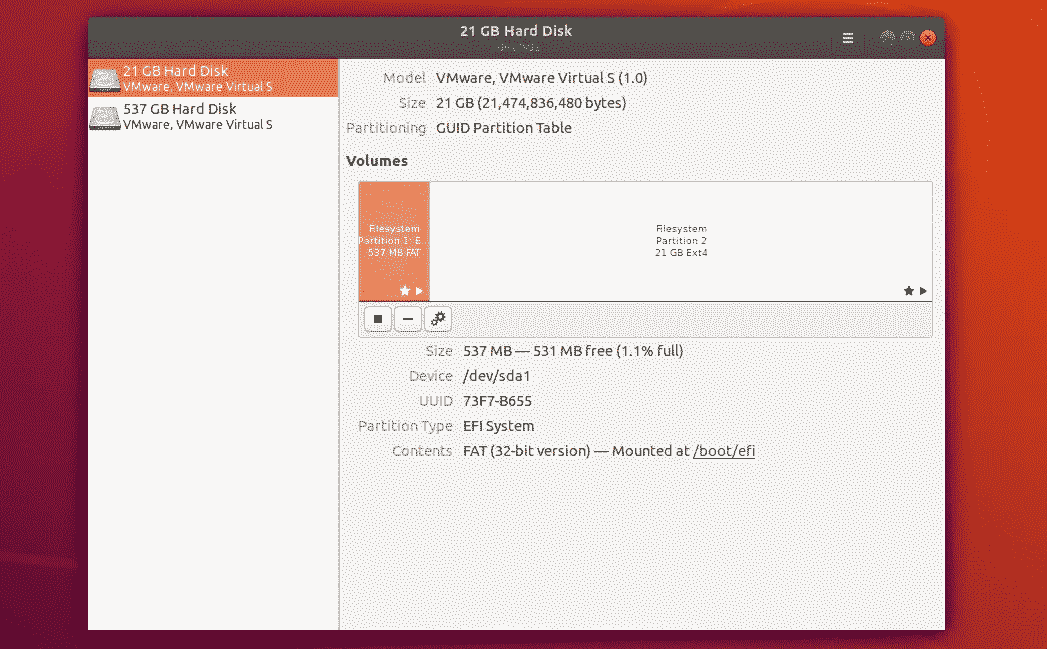 21 GB Hard Disk
21 GB Hard Disk
VMware, VMware Virtual S
537 GB Hard Disk
VMware, VMware Virtual S
Model VMware, VMware Virtual S (1.0)
Size 21 GB (21,474,836,480 bytes)
Partitioning GUID Partition Table
Volumes
Filesystem
Partition 1: E…
537 MB FAT
Filesystem
Partition 2
21 GB Ext4
Size 537 MB — 531 MB free (1.1% full)
Device /dev/sda1
UUID 73F7-B655
Partition Type EFI System
Contents FAT (32-bit version) — Mounted at /boot/efi